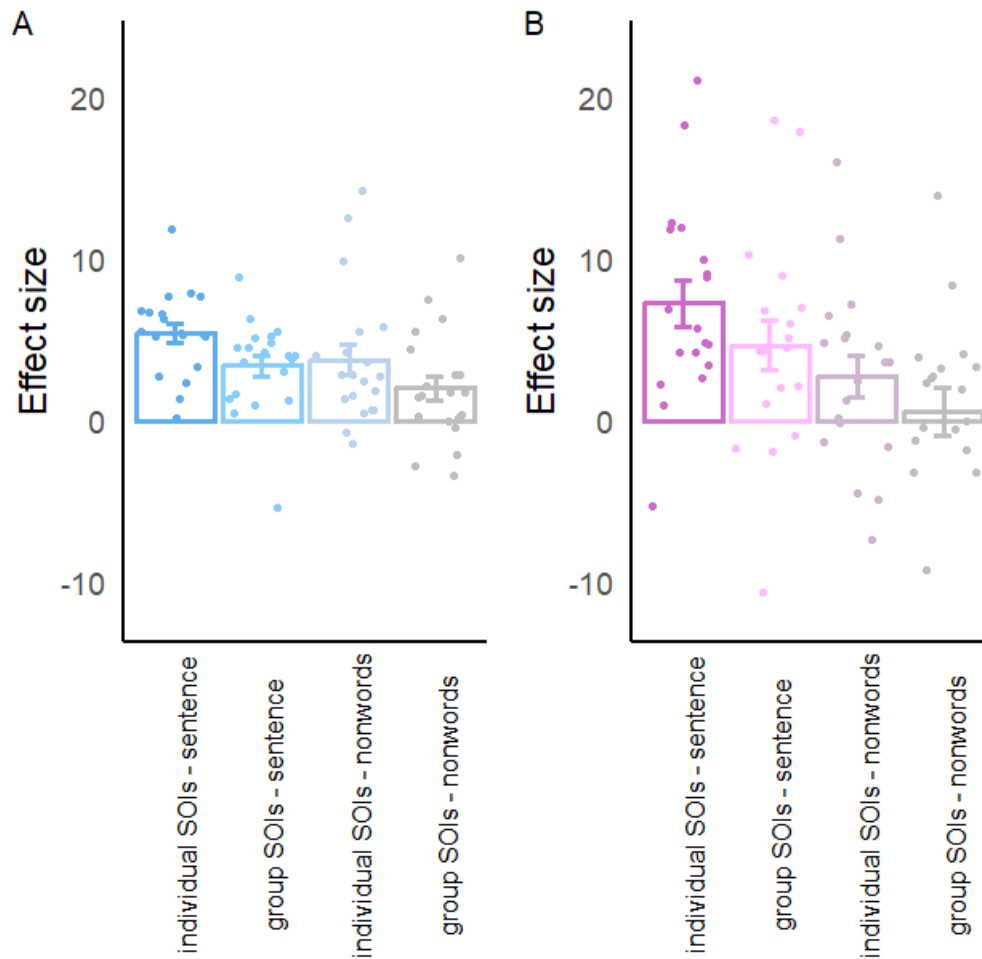 A
Effect size
20
10
0
-10
individual SOIs - sentence
group SOIs - sentence
individual SOIs - nonwords
group SOIs - nonwords
B
Effect size
20
10
0
-10
individual SOIs - sentence
group SOIs - sentence
individual SOIs - nonwords
group SOIs - nonwords